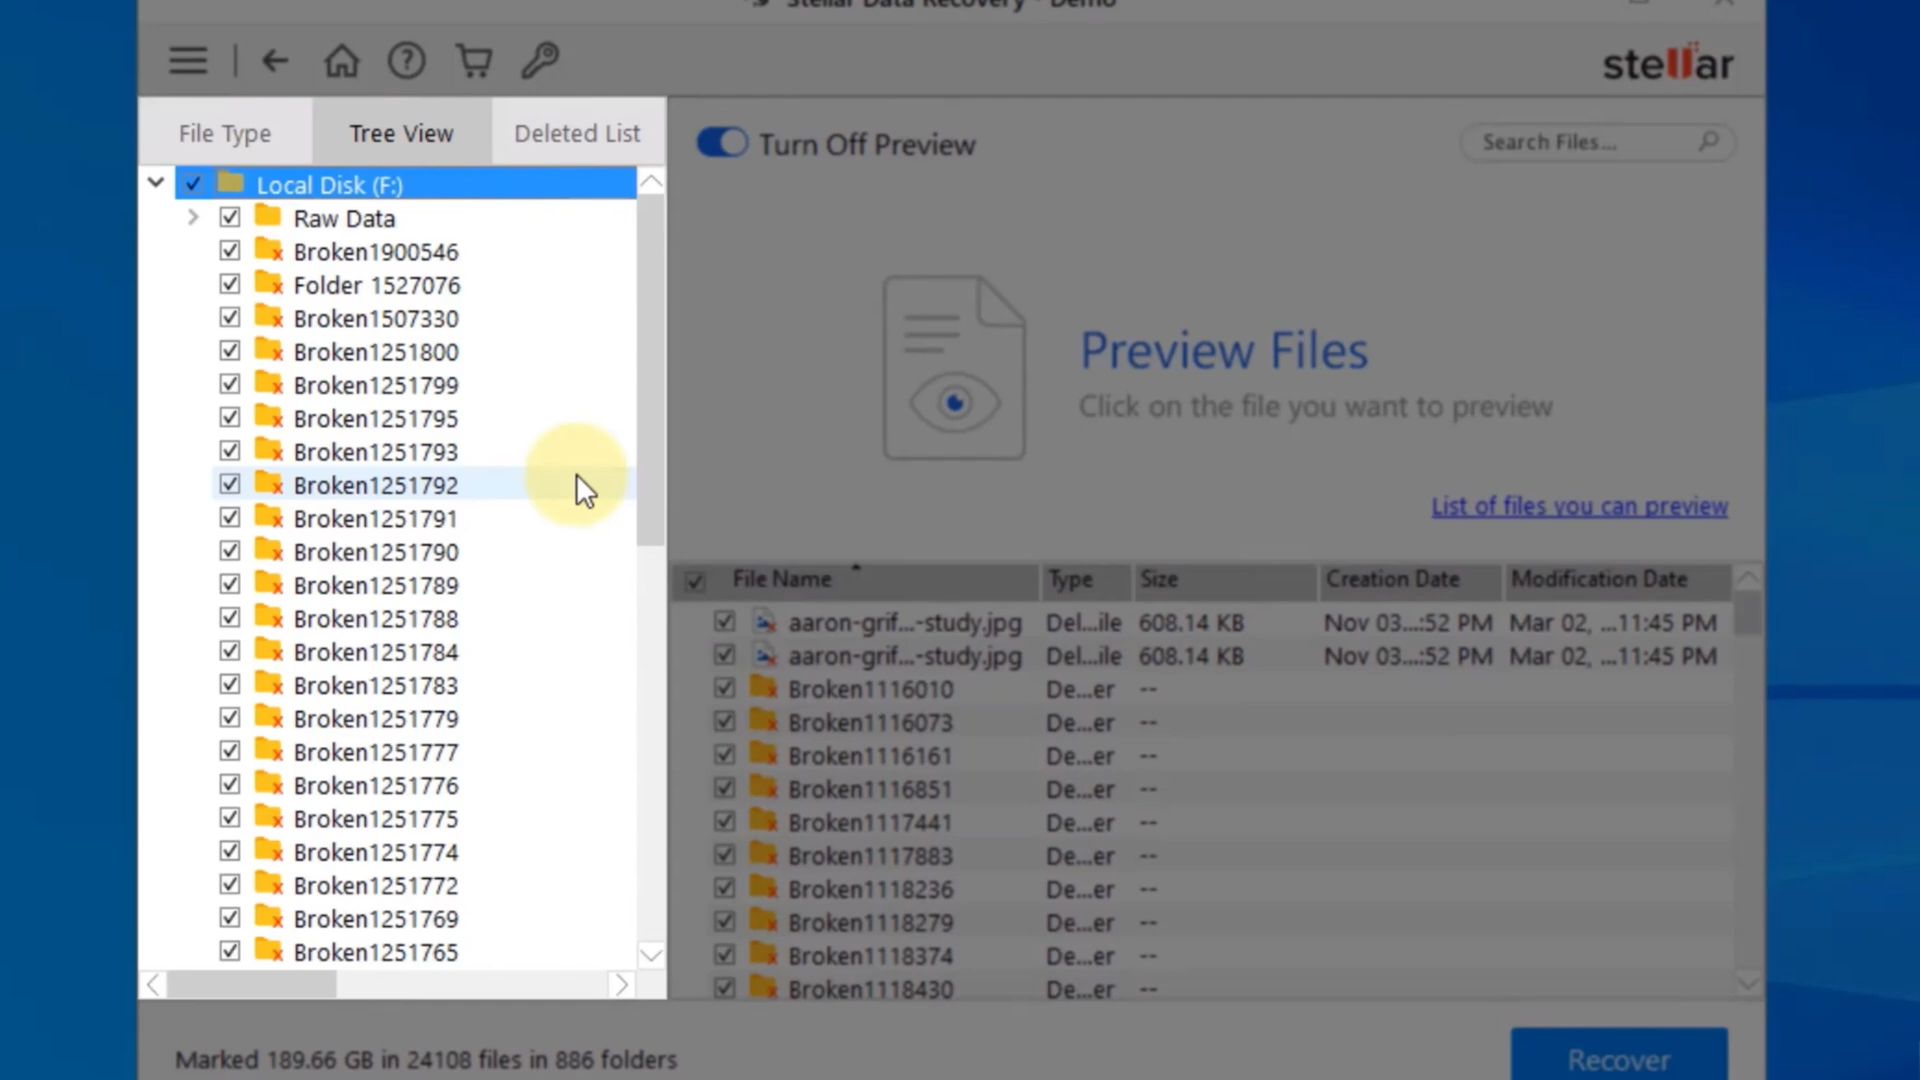 Stellar Data Recovery - Demo
stellar
File Type
Tree View
Deleted List
Local Disk (F:)
Raw Data
Broken1900546
Folder 1527076
Broken1507330
Broken1251800
Broken1251799
Broken1251795
Broken1251793
Broken1251792
Broken1251791
Broken1251790
Broken1251789
Broken1251788
Broken1251784
Broken1251783
Broken1251779
Broken1251777
Broken1251776
Broken1251775
Broken1251774
Broken1251772
Broken1251769
Broken1251765
Turn Off Preview
Search Files...
Preview Files
Click on the file you want to preview
List of files you can preview
File Name Type Size Creation Date Modification Date
aaron-grif...-study.jpg Del...ile 608.14 KB Nov 03...:52 PM Mar 02, ...11:45 PM
aaron-grif...-study.jpg Del...ile 608.14 KB Nov 03...:52 PM Mar 02, ...11:45 PM
Broken1116010 De...er --
Broken1116073 De...er --
Broken1116161 De...er --
Broken1116851 De...er --
Broken1117441 De...er --
Broken1117883 De...er --
Broken1118236 De...er --
Broken1118279 De...er --
Broken1118374 De...er --
Broken1118430 De...er --
Marked 189.66 GB in 24108 files in 886 folders
Recover